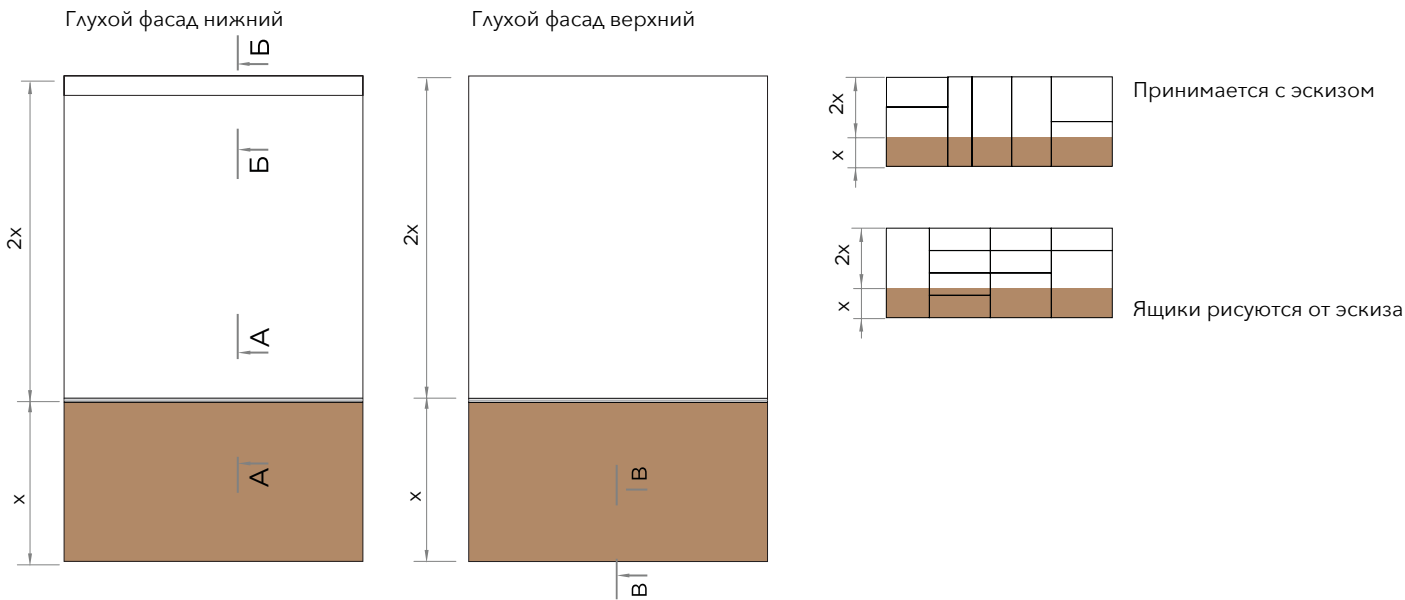 Глухой фасад нижний
Глухой фасад верхний
Б
Б
2x
А
А
x
2x
x
В
В
2x
x
Принимается с эскизом
2x
x
Ящики рисуются от эскиза